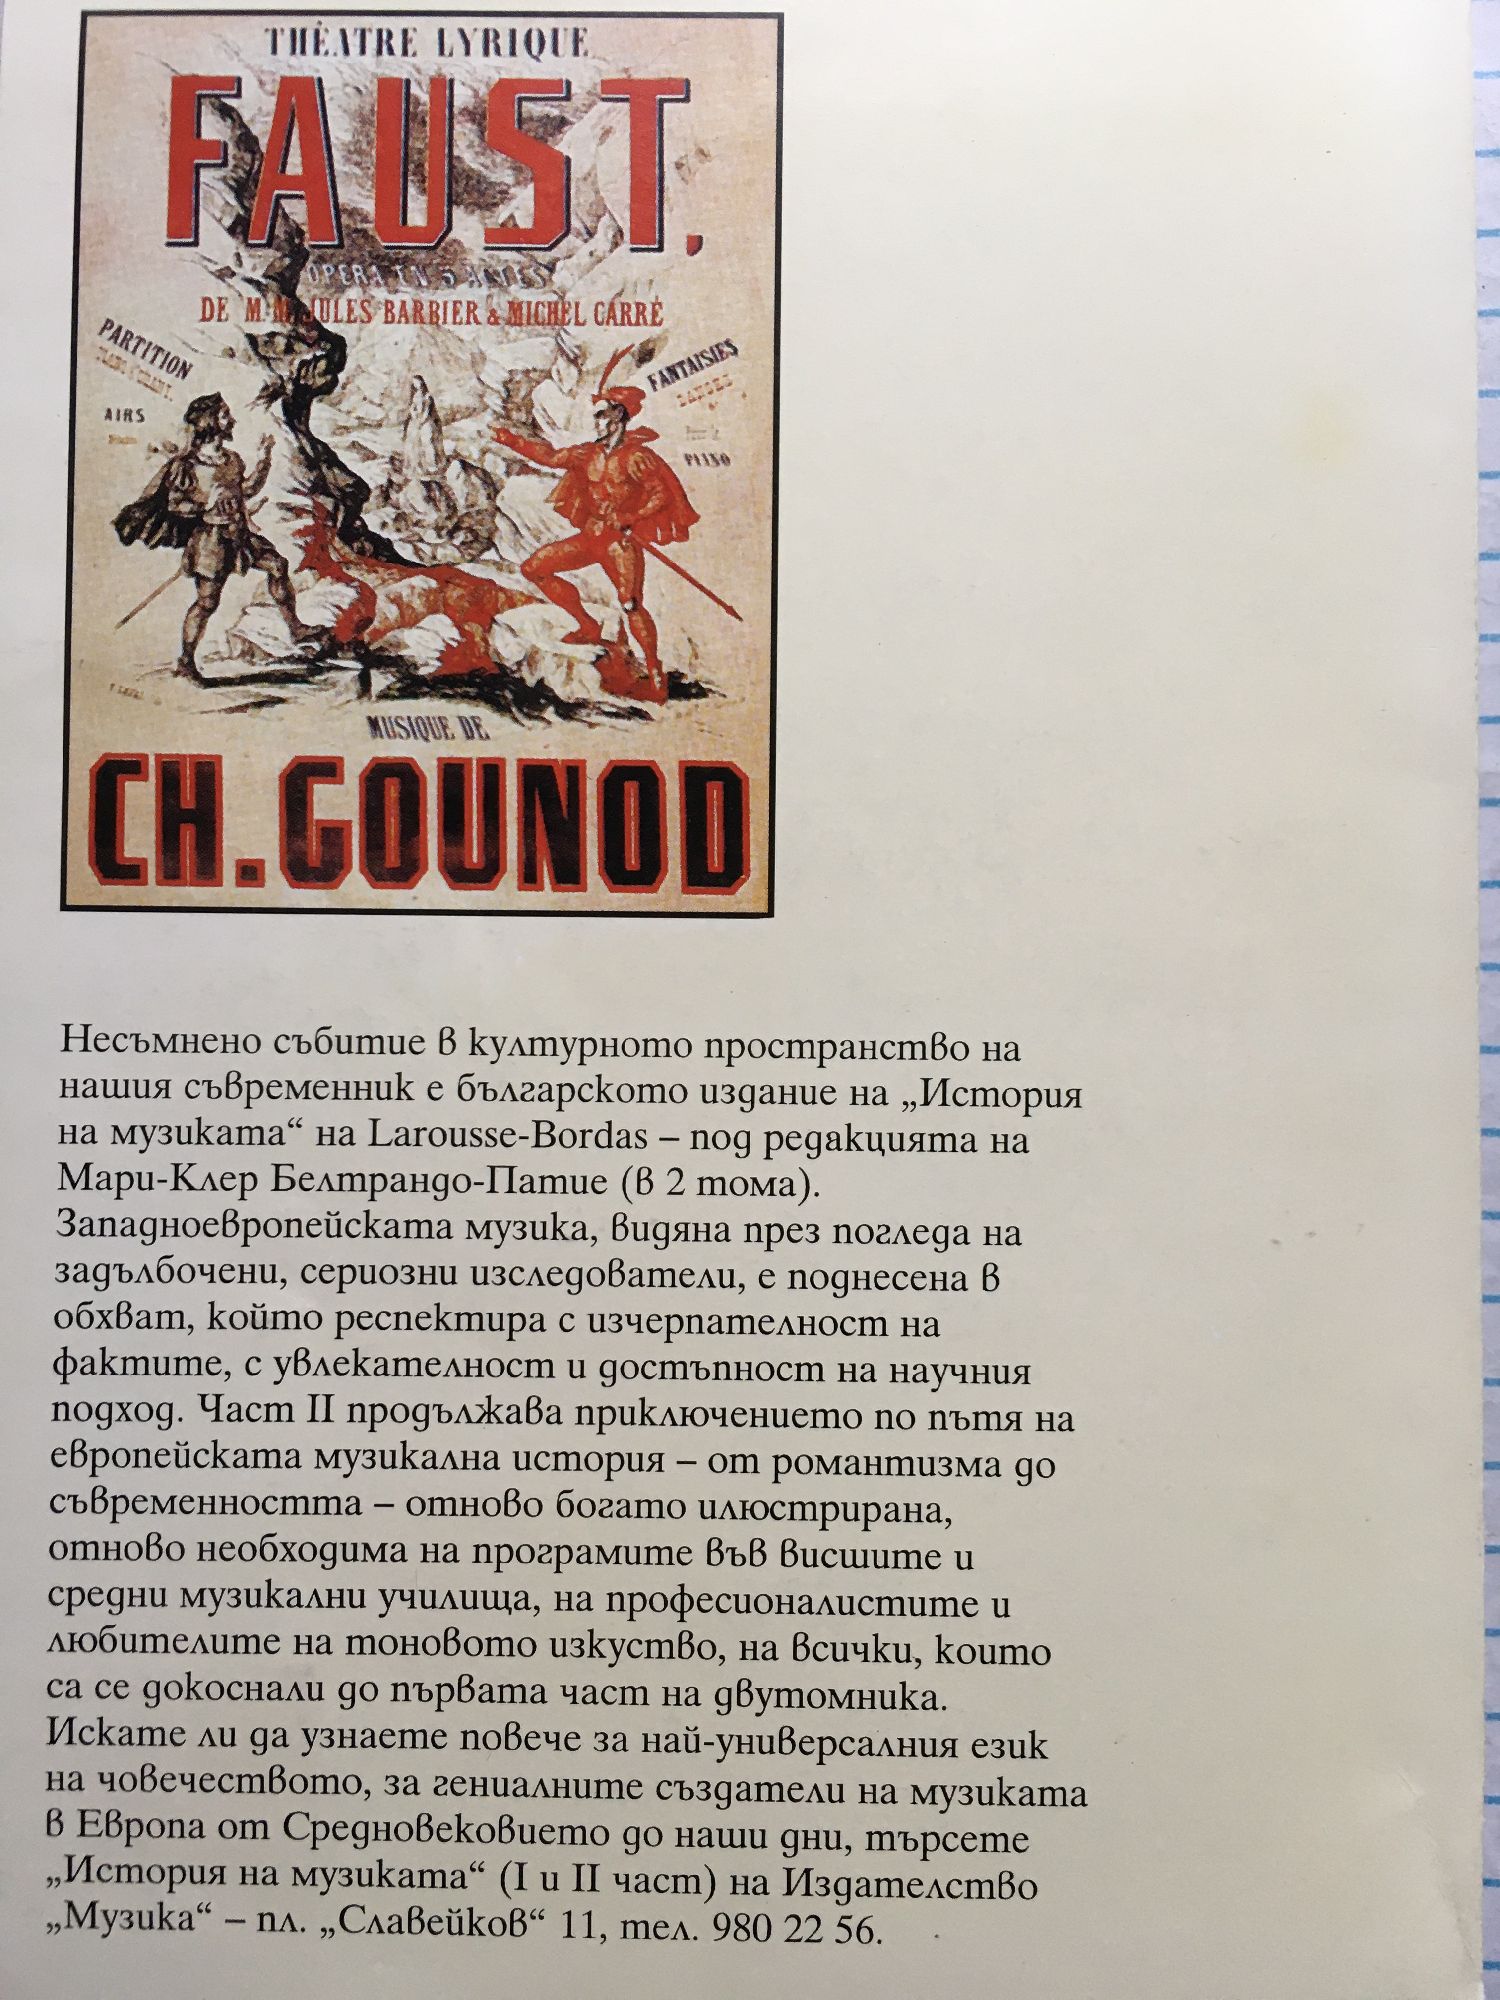 THÉATRE LYRIQUE
FAUST,
OPERA EN 5 ACTES
DE M.M. JULES BARBIER & MICHEL CARRÉ
PARTITION
AIRS
FANTAISIES
DANSES
PIANO
MUSIQUE DE
CH. GOUNOD
Несъмнено събитие в културното пространство на
нашия съвременник е българското издание на „История
на музиката“ на Larousse-Bordas – под редакцията на
Мари-Клер Белтрандо-Патие (в 2 тома).
Западноевропейската музика, видяна през погледа на
задълбочени, сериозни изследователи, е поднесена в
обхват, който респектира с изчерпателност на
фактите, с увлекателност и достъпност на научния
подход. Част II продължава приключението по пътя на
европейската музикална история – от романтизма до
съвременността – отново богато илюстрирана,
отново необходима на програмите във висшите и
средни музикални училища, на професионалистите и
любителите на тоновото изкуство, на всички, които
са се докоснали до първата част на двутомника.
Искате ли да узнаете повече за най-универсалния език
на човечеството, за гениалните създатели на музиката
в Европа от Средновековието до наши дни, търсете
„История на музиката“ (I и II част) на Издателство
„Музика“ – пл. „Славейков“ 11, тел. 980 22 56.